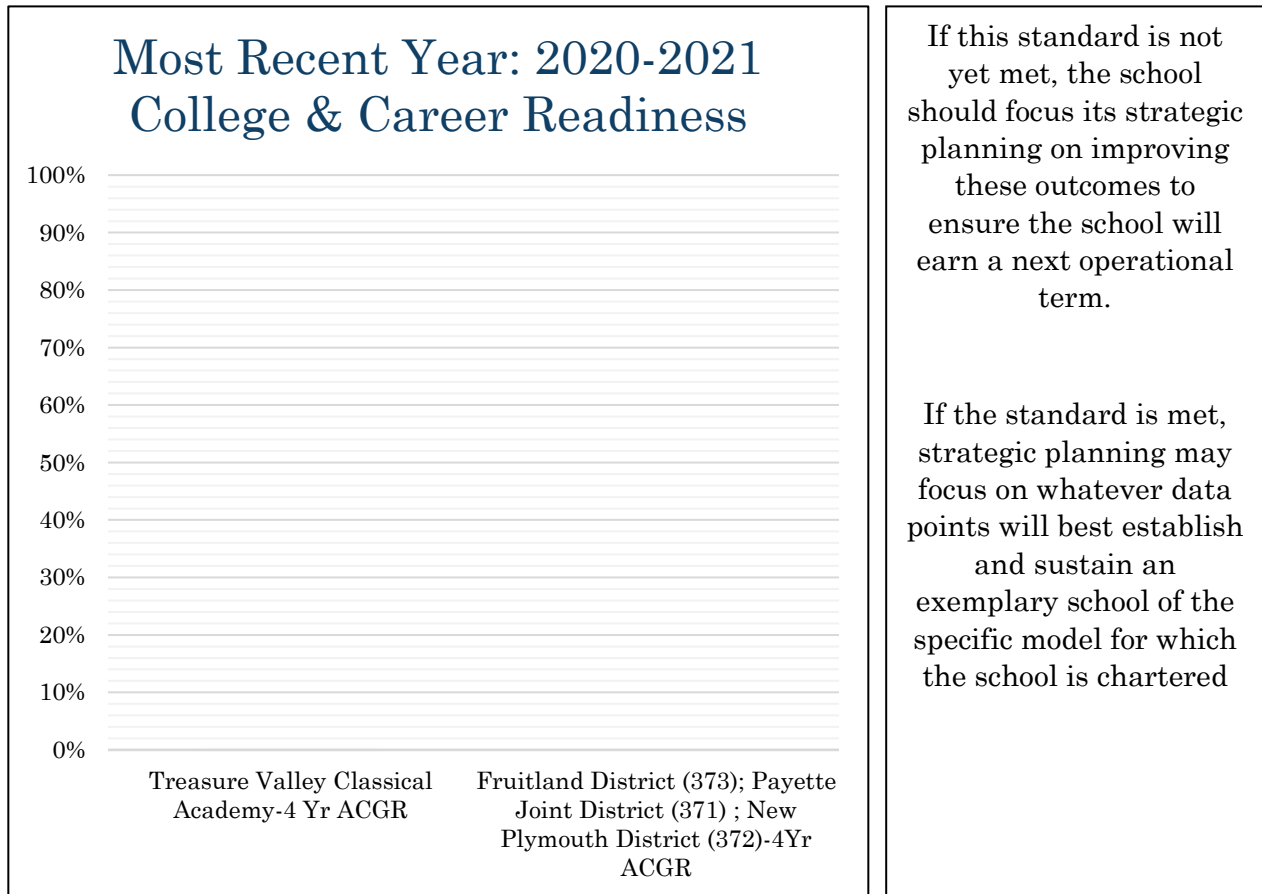 Most Recent Year: 2020-2021
College & Career Readiness
100%
90%
80%
70%
60%
50%
40%
30%
20%
10%
0%
Treasure Valley Classical
Academy-4 Yr ACGR
Fruitland District (373); Payette
Joint District (371) ; New
Plymouth District (372)-4Yr
ACGR
If this standard is not
yet met, the school
should focus its strategic
planning on improving
these outcomes to
ensure the school will
earn a next operational
term.
If the standard is met,
strategic planning may
focus on whatever data
points will best establish
and sustain an
exemplary school of the
specific model for which
the school is chartered